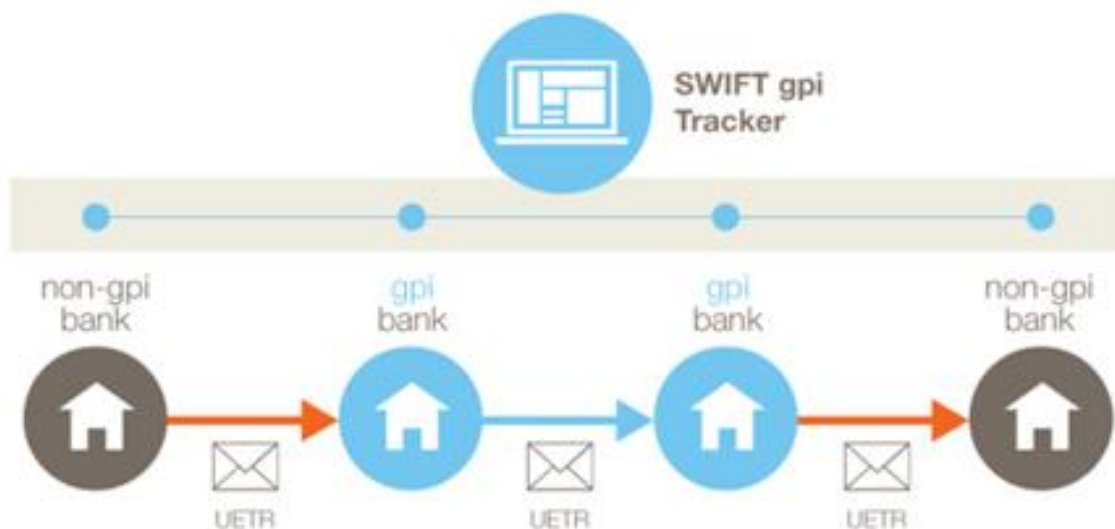 SWIFT gpi
Tracker
non-gpi
bank
gpi
bank
gpi
bank
non-gpi
bank
UETR
UETR
UETR